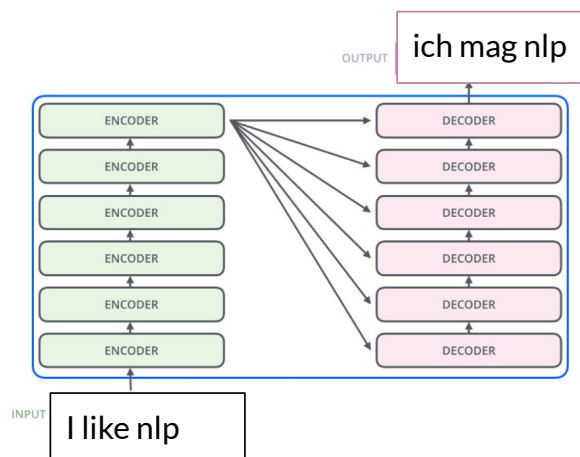 OUTPUT
ich mag nlp
ENCODER
ENCODER
ENCODER
ENCODER
ENCODER
ENCODER
DECODER
DECODER
DECODER
DECODER
DECODER
DECODER
INPUT
I like nlp